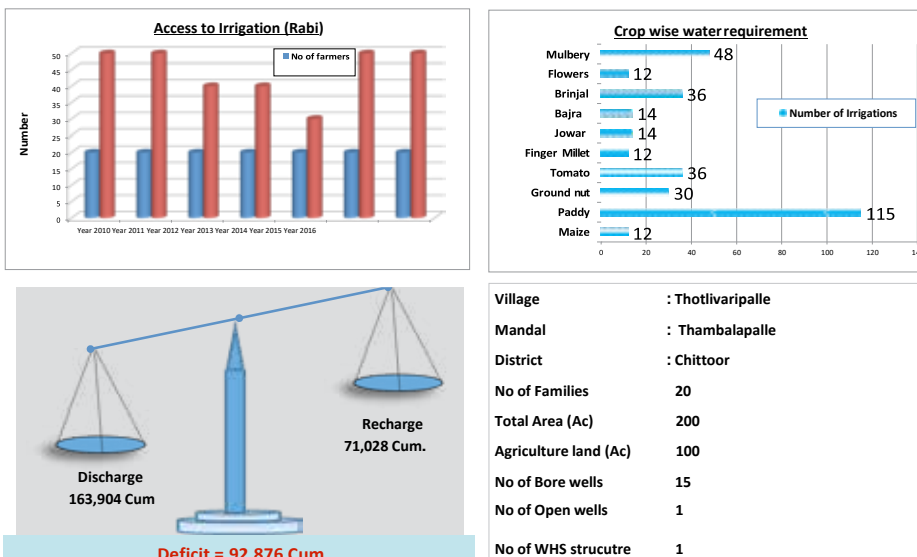 Access to Irrigation (Rabi)
No of farmers
Number
50
45
40
35
30
25
20
15
10
5
0
Year 2010 Year 2011 Year 2012 Year 2013 Year 2014 Year 2015 Year 2016
Crop wise water requirement
Mulbery 48
Flowers 12
Brinjal 36
Bajra 14
Jowar 14
Finger Millet 12
Tomato 36
Ground nut 30
Paddy 115
Maize 12
Number of Irrigations
0 20 40 60 80 100 120
Recharge
71,028 Cum.
Discharge
163,904 Cum
Deficit = 92,876 Cum
Village : Thotlivaripalle
Mandal : Thambalapalle
District : Chittoor
No of Families 20
Total Area (Ac) 200
Agriculture land (Ac) 100
No of Bore wells 15
No of Open wells 1
No of WHS strucutre 1